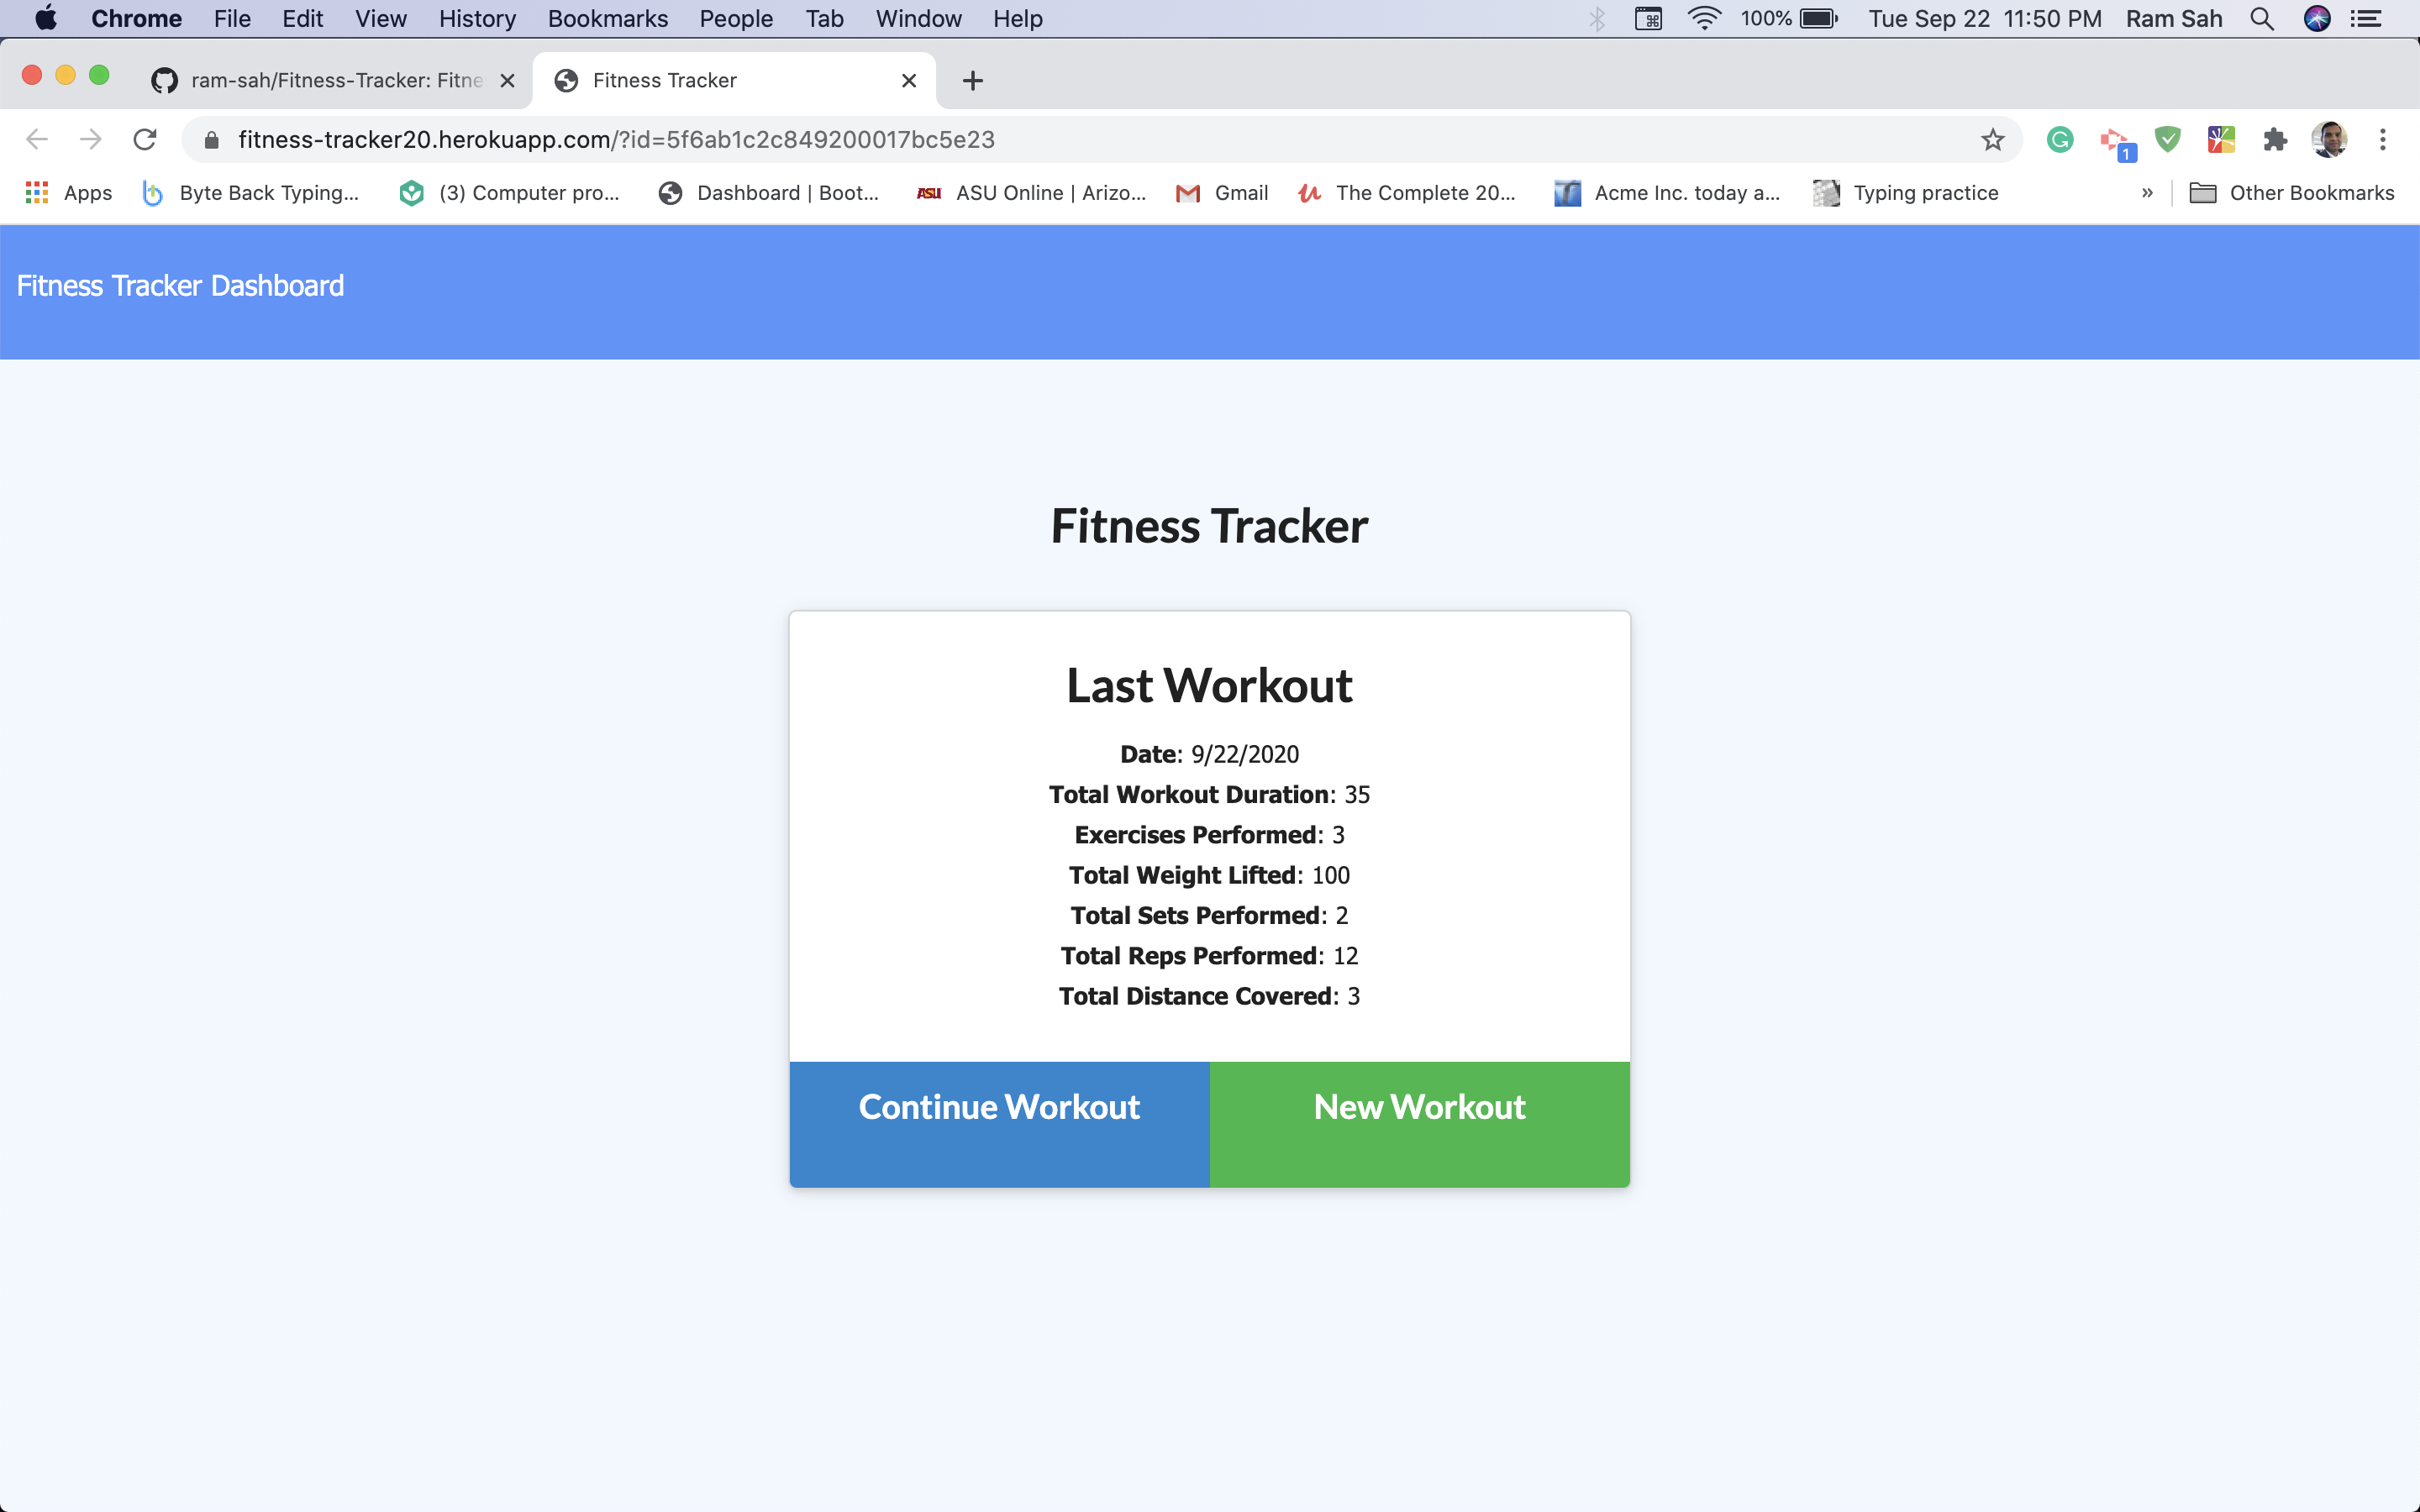 Chrome File Edit View History Bookmarks People Tab Window Help 100% Tue Sep 22 11:50 PM Ram Sah
ram-sah/Fitness-Tracker: Fitne Fitness Tracker
fitness-tracker20.herokuapp.com/?id=5f6ab1c2c849200017bc5e23 1
Apps Byte Back Typing... (3) Computer pro... Dashboard | Boot... ASU ASU Online | Arizo... Gmail The Complete 20... Acme Inc. today a... Typing practice » Other Bookmarks
Fitness Tracker Dashboard
Fitness Tracker
Last Workout
Date: 9/22/2020
Total Workout Duration: 35
Exercises Performed: 3
Total Weight Lifted: 100
Total Sets Performed: 2
Total Reps Performed: 12
Total Distance Covered: 3
Continue Workout New Workout